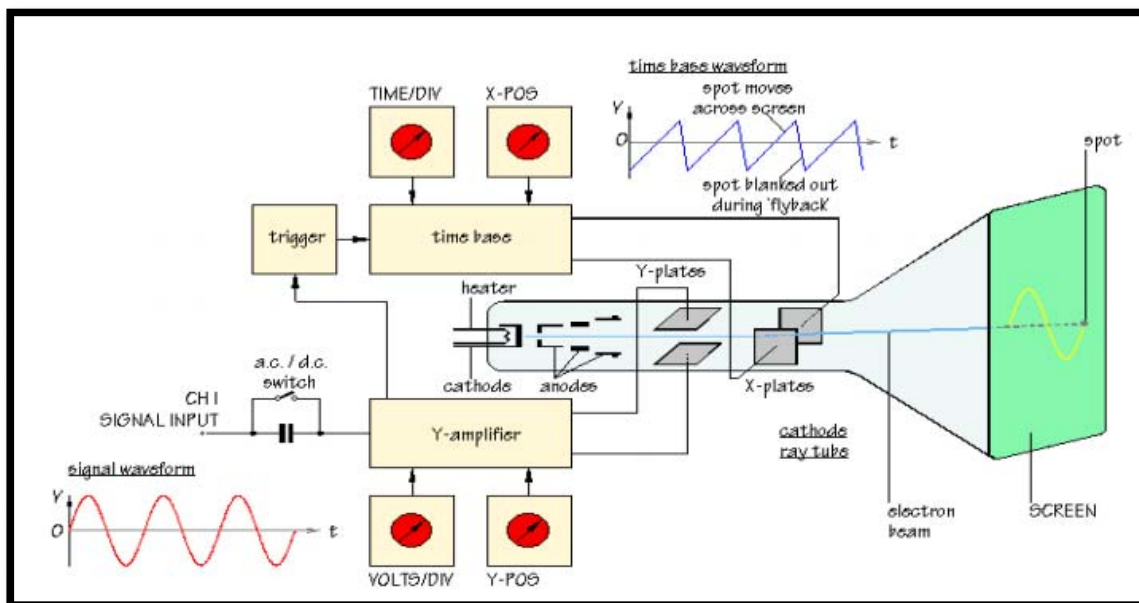 time base waveform
spot moves
across screen
TIME/DIV
X-POS
V
O
t
spot
spot blanked out
during 'flyback'
trigger
time base
Y-plates
heater
cathode
anodes
X-plates
a.c. / d.c.
switch
CH I
SIGNAL INPUT
Y-amplifier
cathode
ray tube
signal waveform
V
O
t
electron
beam
SCREEN
VOLTS/DIV
Y-POS